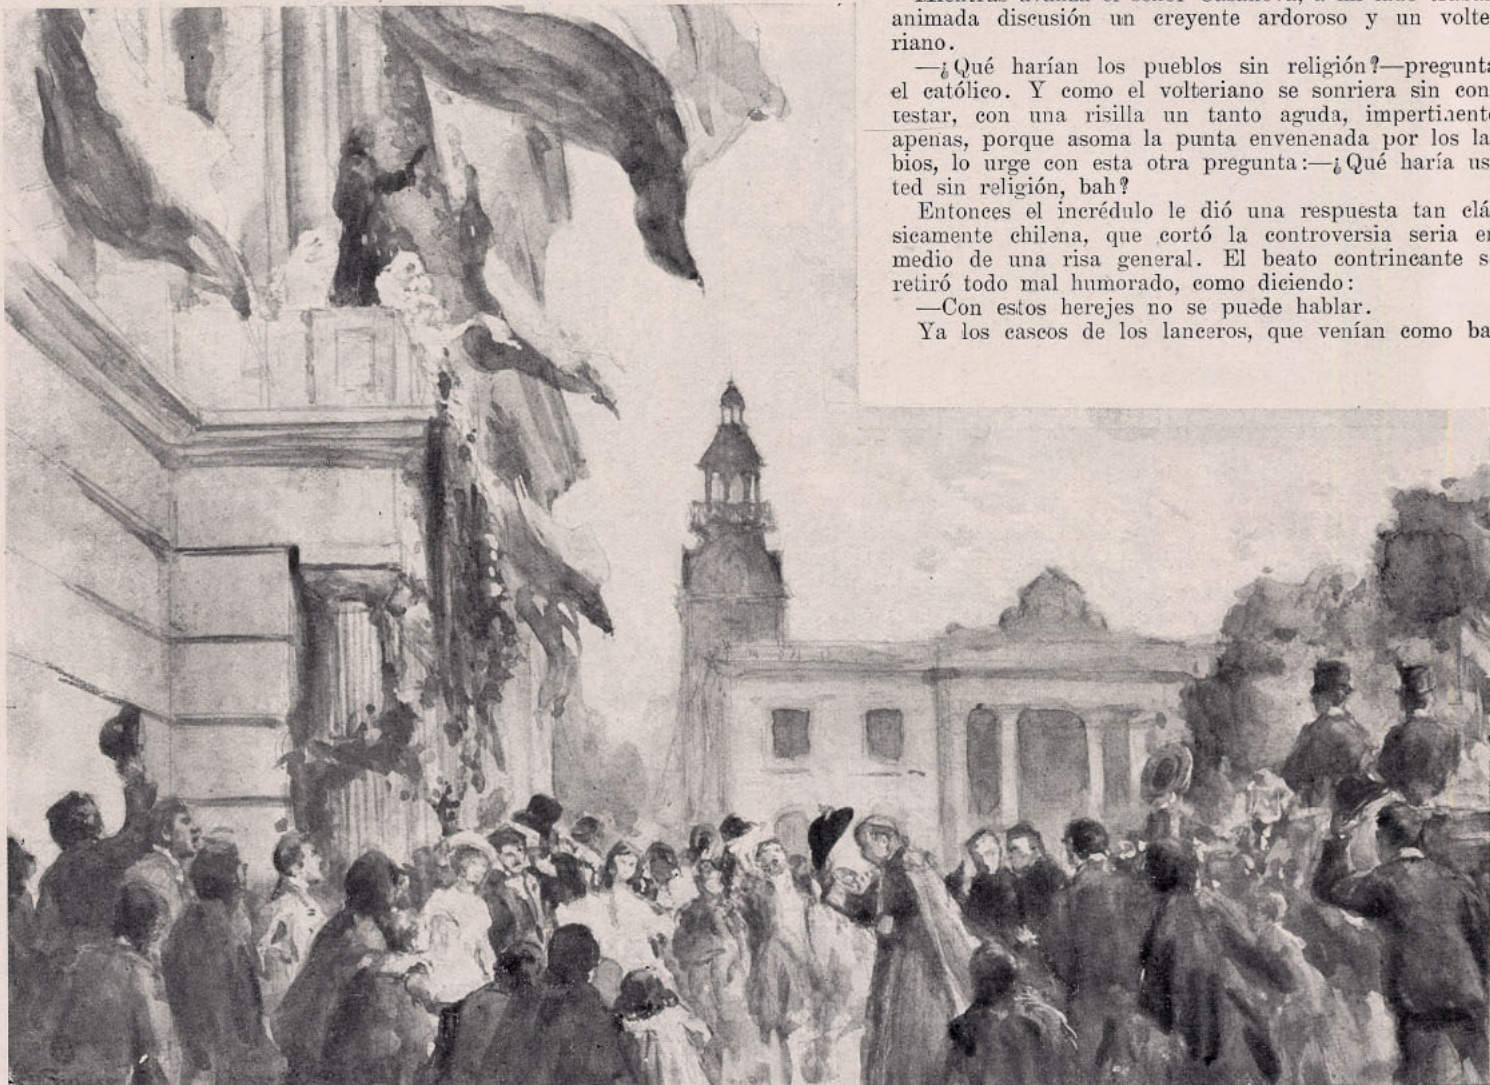 animada discusión un creyente ardoroso y un volte
riano.
—¿Qué harían los pueblos sin religión?—pregunta
el católico. Y como el volteriano se sonriera sin con
testar, con una risilla un tanto aguda, impertinente
apenas, porque asoma la punta envenenada por los la
bios, lo urge con esta otra pregunta:—¿Qué haría us
ted sin religión, bah?
Entonces el incrédulo le dió una respuesta tan clá
sicamente chilena, que cortó la controversia seria en
medio de una risa general. El beato contrincante s
retiró todo mal humorado, como diciendo:
—Con estos herejes no se puede hablar.
Ya los cascos de los lanceros, que venían como ba